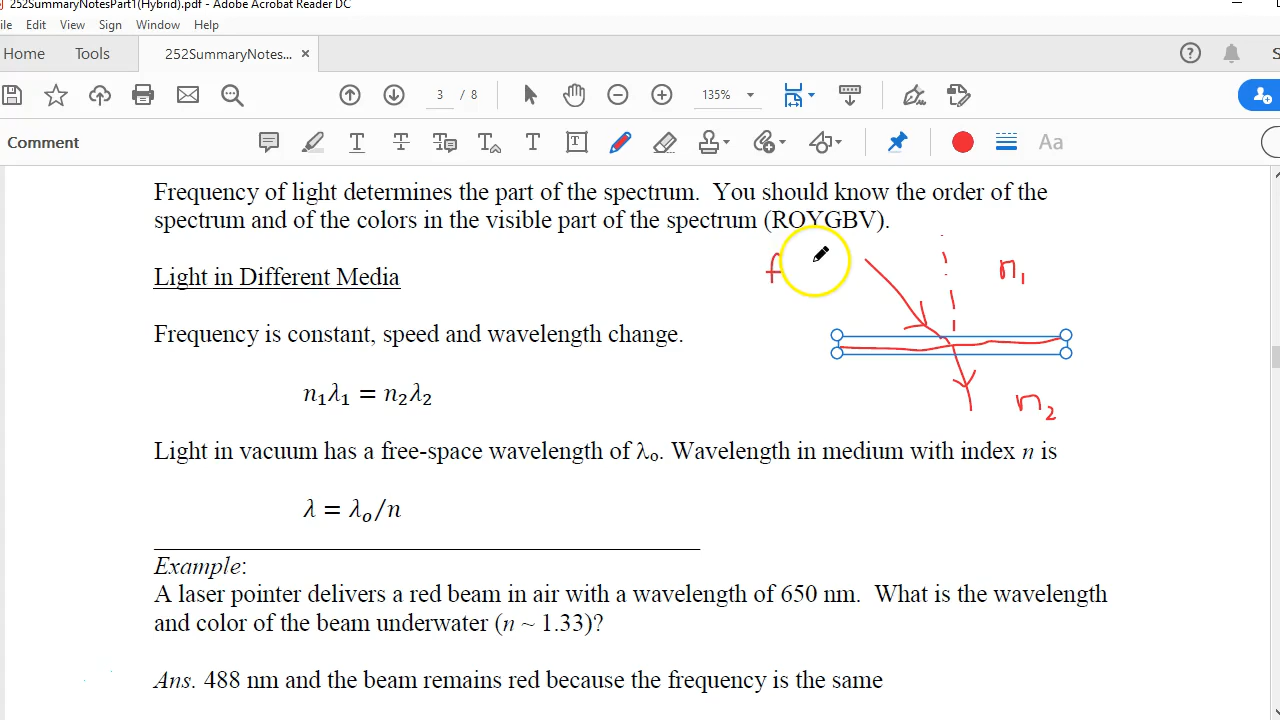 252SummaryNotesPart1(Hybrid).pdf - Adobe Acrobat Reader DC
Edit View Sign Window Help
Home Tools 252SummaryNotes... ×
3 / 8 135%
Comment Aa
Frequency of light determines the part of the spectrum. You should know the order of the
spectrum and of the colors in the visible part of the spectrum (ROYGBV).
f n₁
Light in Different Media
Frequency is constant, speed and wavelength change.
n₁λ₁ = n₂λ₂
n₂
Light in vacuum has a free-space wavelength of λₒ. Wavelength in medium with index n is
λ = λₒ/n
Example:
A laser pointer delivers a red beam in air with a wavelength of 650 nm. What is the wavelength
and color of the beam underwater (n ~ 1.33)?
Ans. 488 nm and the beam remains red because the frequency is the same